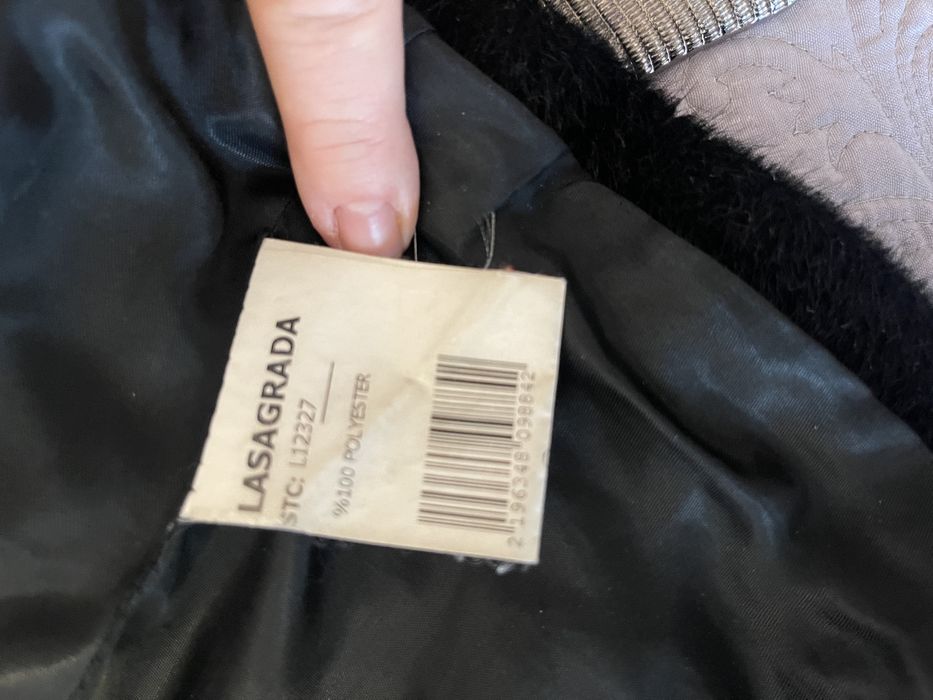 LASAGRADA
STC: L12327
%100 POLYESTER
2 196348 098842